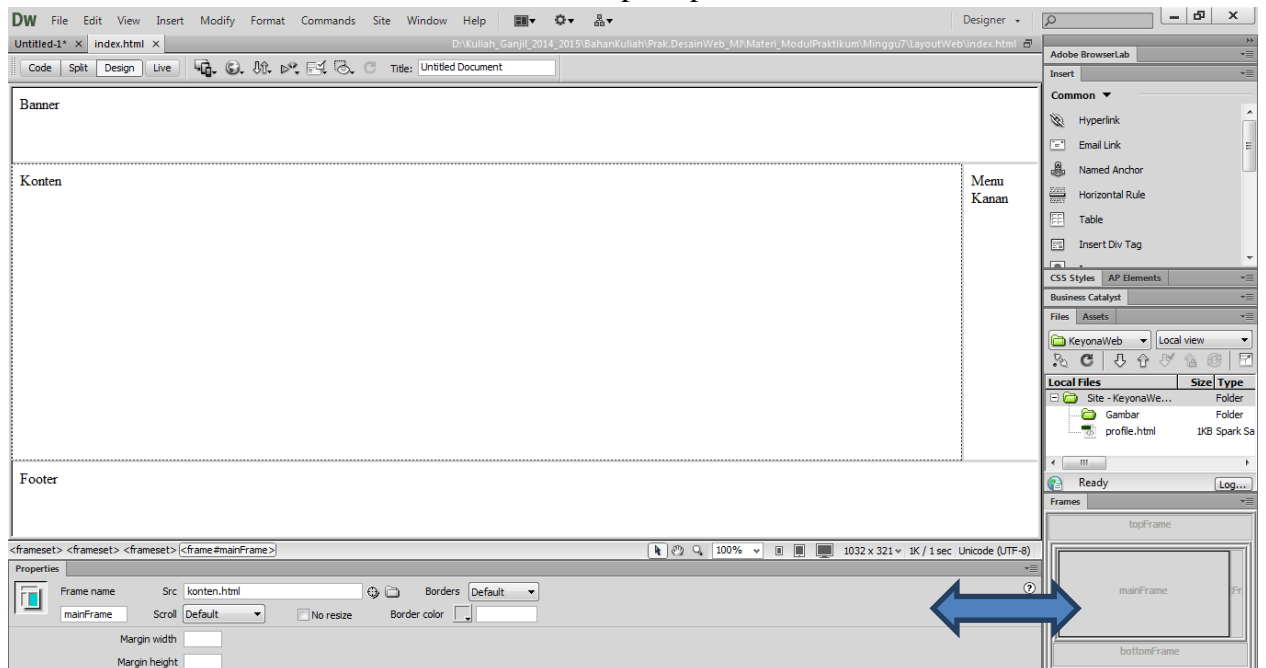 DW File Edit View Insert Modify Format Commands Site Window Help Designer
Untitled-1* × index.html × D:\Kuliah_Ganjil_2014_2015\BahanKuliah\Prak.DesainWeb_MI\Materi_ModulPraktikum\Minggu7\LayoutWeb\index.html
Code Split Design Live Title: Untitled Document
Banner
Konten
Menu
Kanan
Footer
<frameset> <frameset> <frameset> <frame#mainFrame> 100% 1032 x 321 1K / 1 sec Unicode (UTF-8)
Properties
Frame name Src konten.html Borders Default
mainFrame Scroll Default No resize Border color
Margin width
Margin height
Adobe BrowserLab
Insert
Common
Hyperlink
Email Link
Named Anchor
Horizontal Rule
Table
Insert Div Tag
CSS Styles AP Elements
Business Catalyst
Files Assets
KeyonaWeb Local view
Local Files Size Type
Site - KeyonaWe... Folder
Gambar Folder
profile.html 1KB Spark Sa
Ready Log...
Frames
topFrame
mainFrame
bottomFrame